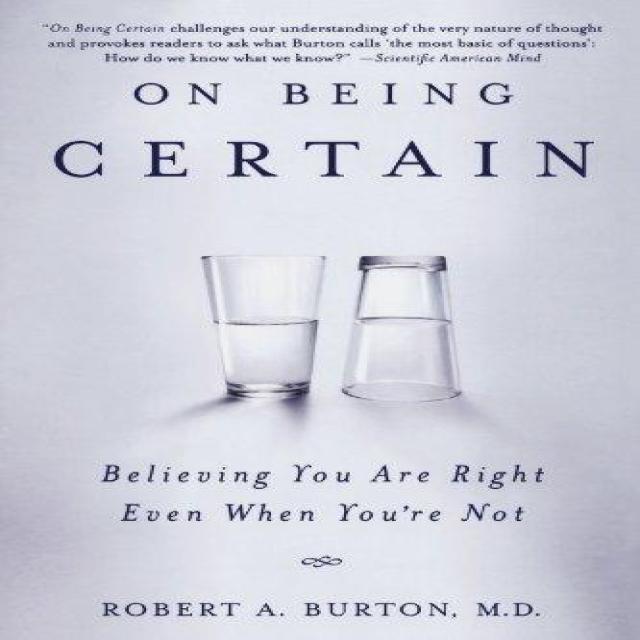 "On Being Certain challenges our understanding of the very nature of thought
and provokes readers to ask what Burton calls 'the most basic of questions':
How do we know what we know?" —Scientific American Mind
ON BEING
CERTAIN
Believing You Are Right
Even When You're Not
ROBERT A. BURTON, M.D.